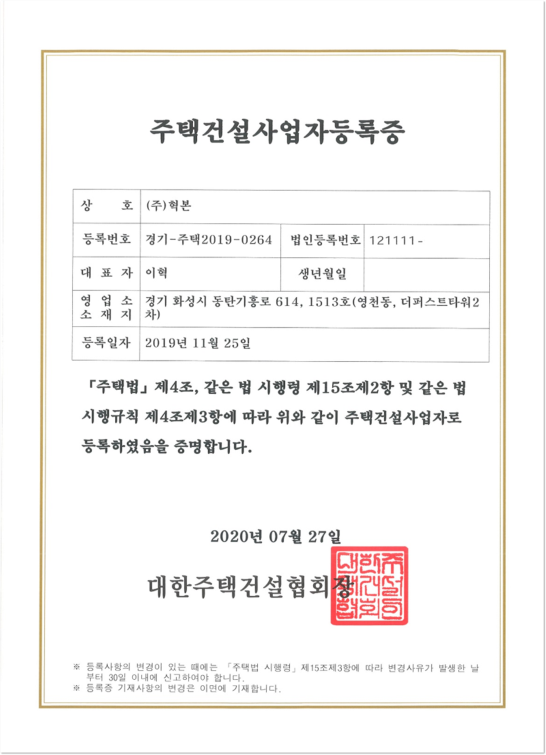 주택건설사업자등록증
상 호 (주)혁본
등록번호 경기-주택2019-0264 법인등록번호 121111-
대 표 자 이혁 생년월일
영 업 소 경기 화성시 동탄기흥로 614, 1513호(영천동, 더퍼스트타워2
소 재 지 차)
등록일자 2019년 11월 25일
「주택법」제4조, 같은 법 시행령 제15조제2항 및 같은 법
시행규칙 제4조제3항에 따라 위와 같이 주택건설사업자로
등록하였음을 증명합니다.
2020년 07월 27일
대한주택건설협회장
※ 등록사항의 변경이 있는 때에는 「주택법 시행령」제15조제3항에 따라 변경사유가 발생한 날
부터 30일 이내에 신고하여야 합니다.
※ 등록증 기재사항의 변경은 이면에 기재합니다.